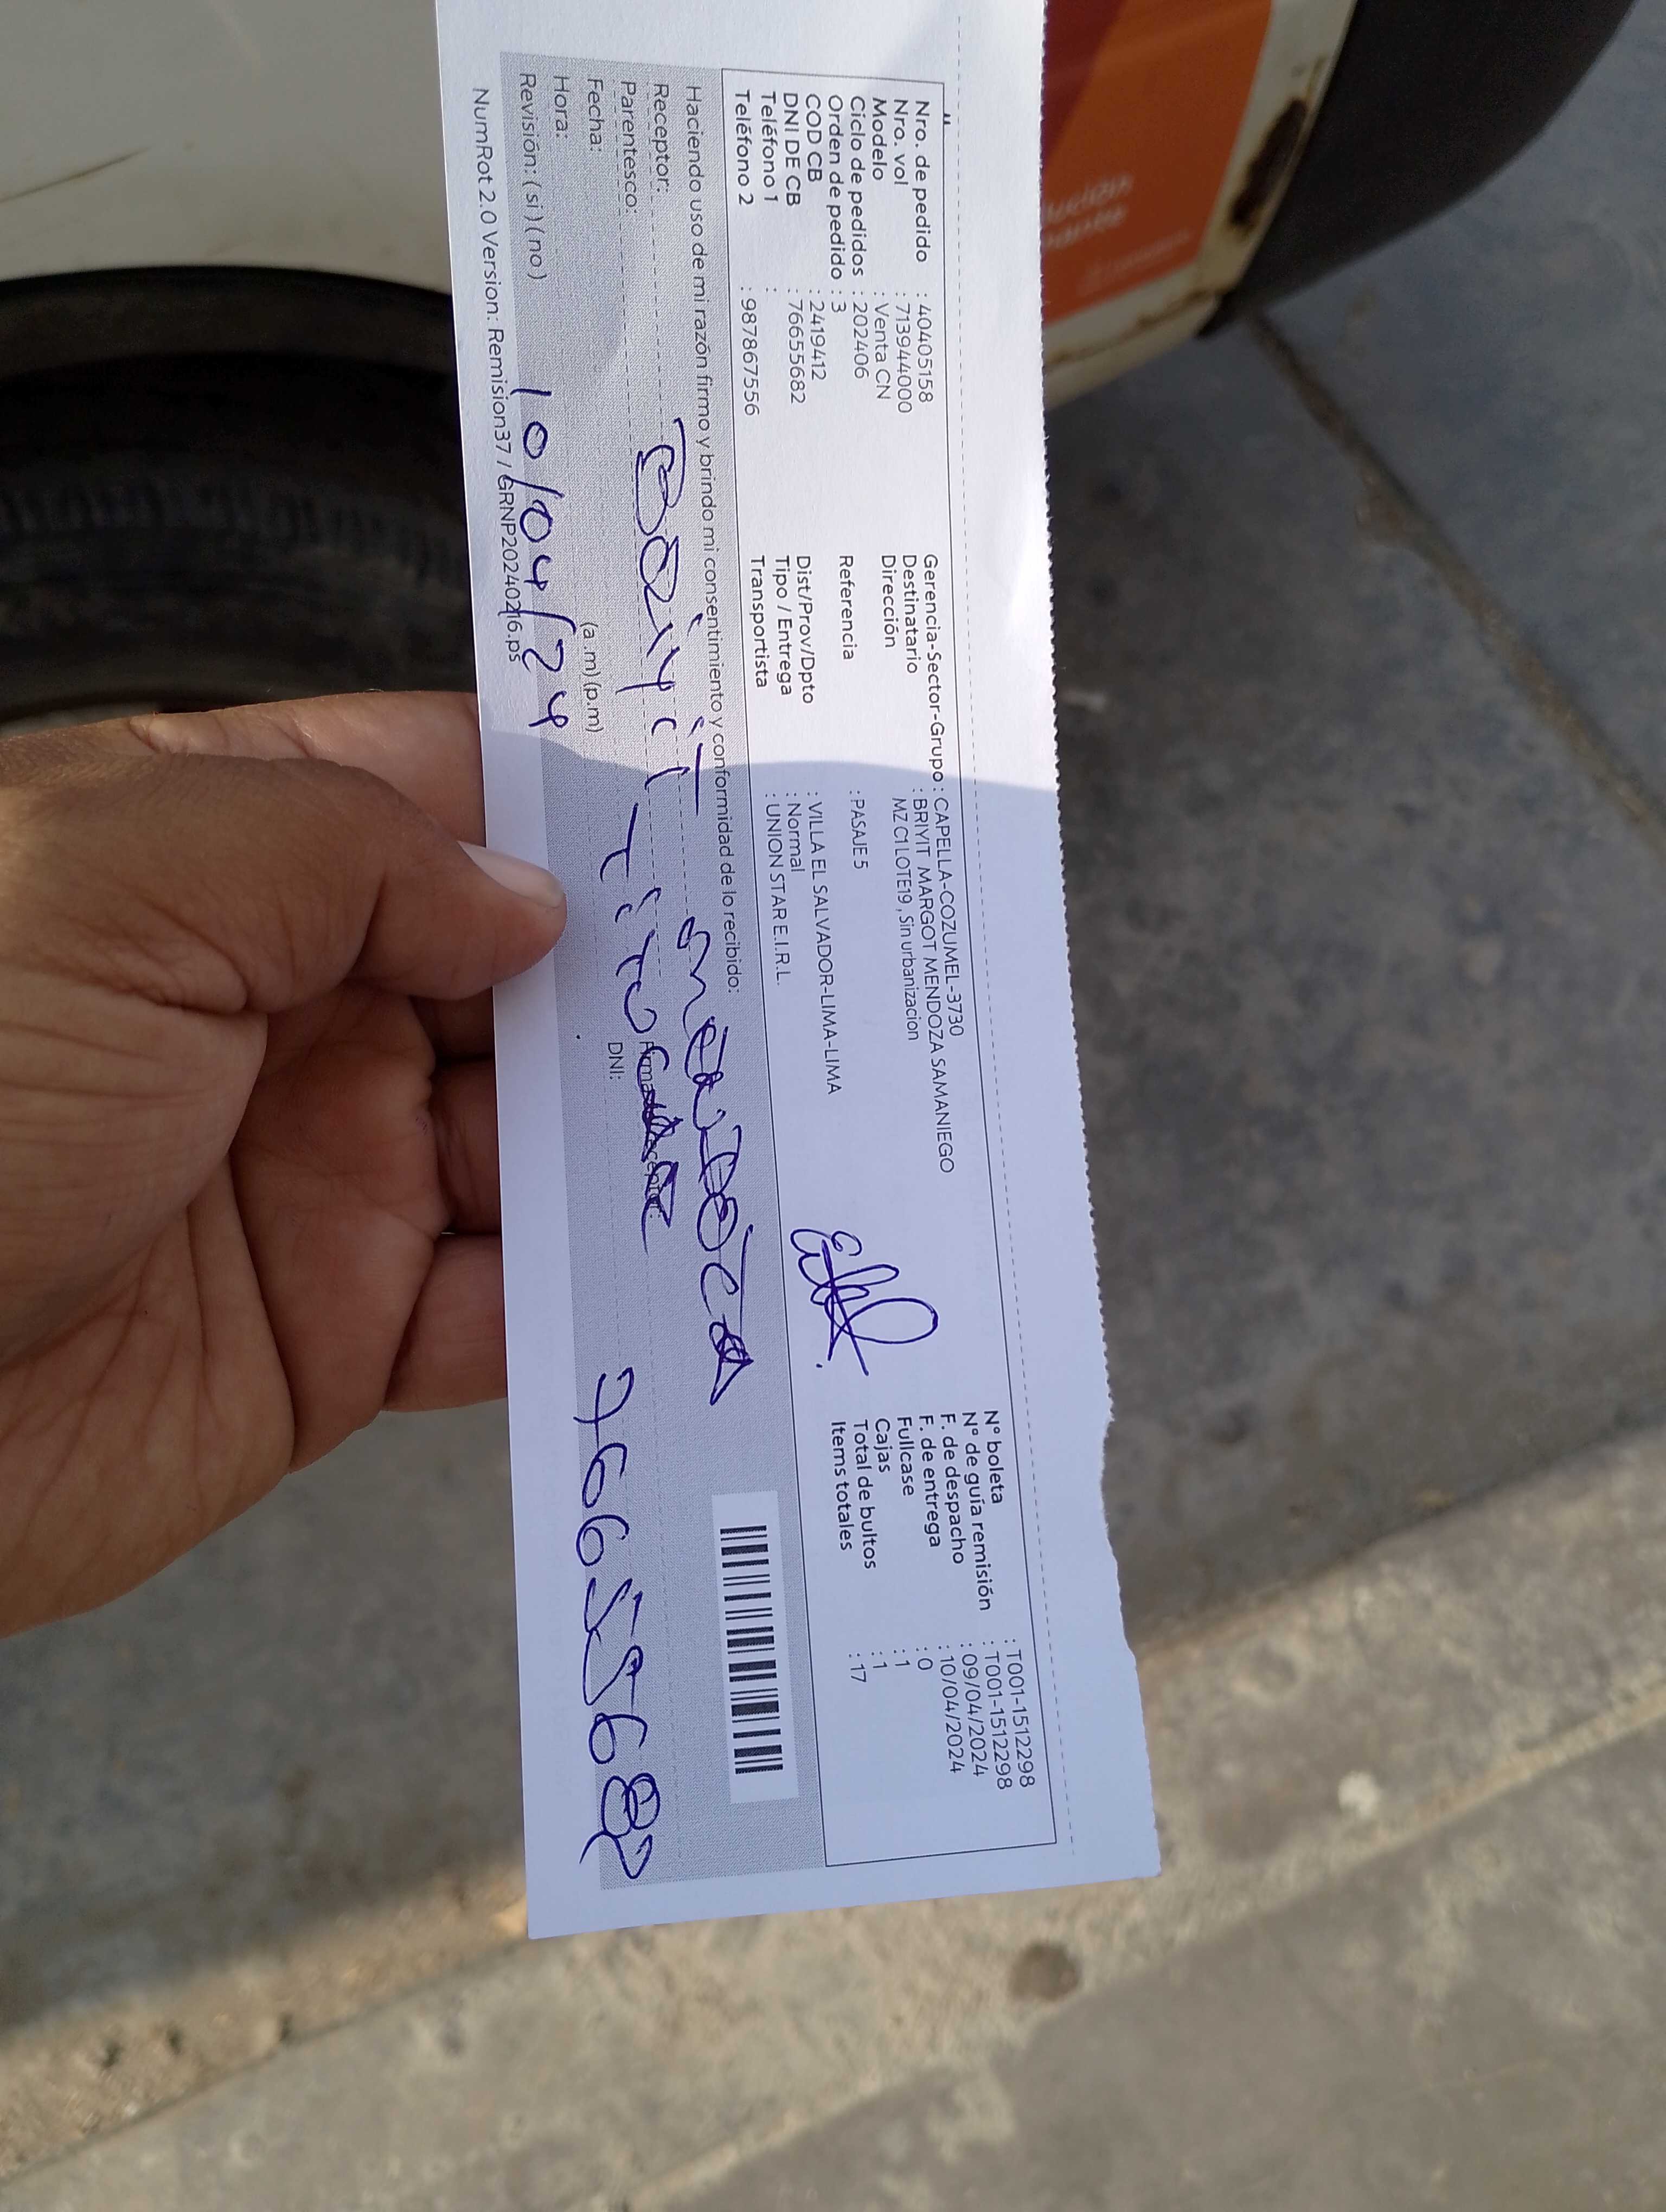 Nro. de pedido : 40405158
Nro. vol : 713944000
Modelo : Venta CN
Ciclo de pedidos : 202406
Orden de pedido : 3
COD CB : 2419412
DNI DE CB : 76655682
Teléfono 1 :
Teléfono 2 : 987867556
Gerencia-Sector-Grupo : CAPELLA-COZUMEL-3730
Destinatario : BRIYIT MARGOT MENDOZA SAMANIEGO
Dirección MZ C1 LOTE19 , Sin urbanizacion
Referencia : PASAJE 5
Dist/Prov/Dpto : VILLA EL SALVADOR-LIMA-LIMA
Tipo / Entrega : Normal
Transportista : UNION STAR E.I.R.L.
N° boleta : T001-1512298
N° de guía remisión : T001-1512298
F. de despacho : 09/04/2024
F. de entrega : 10/04/2024
Fullcase : 0
Cajas : 1
Total de bultos : 1
Items totales : 17
Haciendo uso de mi razón firmo y brindo mi consentimiento y conformidad de lo recibido:
Receptor: Briyit Mendoza
Parentesco: Titular
Fecha: (a.m) (p.m) DNI: 76655682
Hora: 10/04/24
Revisión: ( si ) ( no )
NumRot 2.0 Version: Remision37 / GRNP20240216.ps